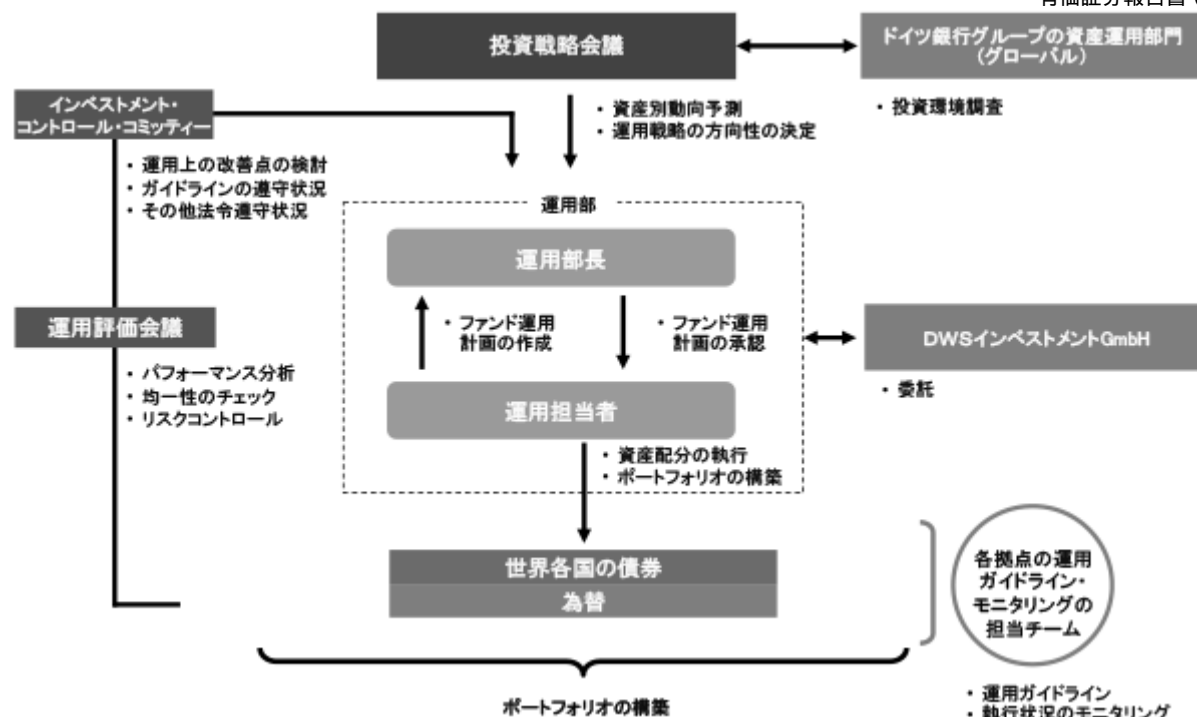 投資戦略会議
ドイツ銀行グループの資産運用部門
(グローバル)
・投資環境調査
・資産別動向予測
・運用戦略の方向性の決定
インベストメント・
コントロール・コミッティー
・運用上の改善点の検討
・ガイドラインの遵守状況
・その他法令遵守状況
運用部
運用部長
・ファンド運用
計画の作成
・ファンド運用
計画の承認
運用評価会議
・パフォーマンス分析
・均一性のチェック
・リスクコントロール
DWSインベストメントGmbH
・委託
運用担当者
・資産配分の執行
・ポートフォリオの構築
世界各国の債券
為替
各拠点の運用
ガイドライン・
モニタリングの
担当チーム
ポートフォリオの構築
・運用ガイドライン
・執行状況のモニタリング